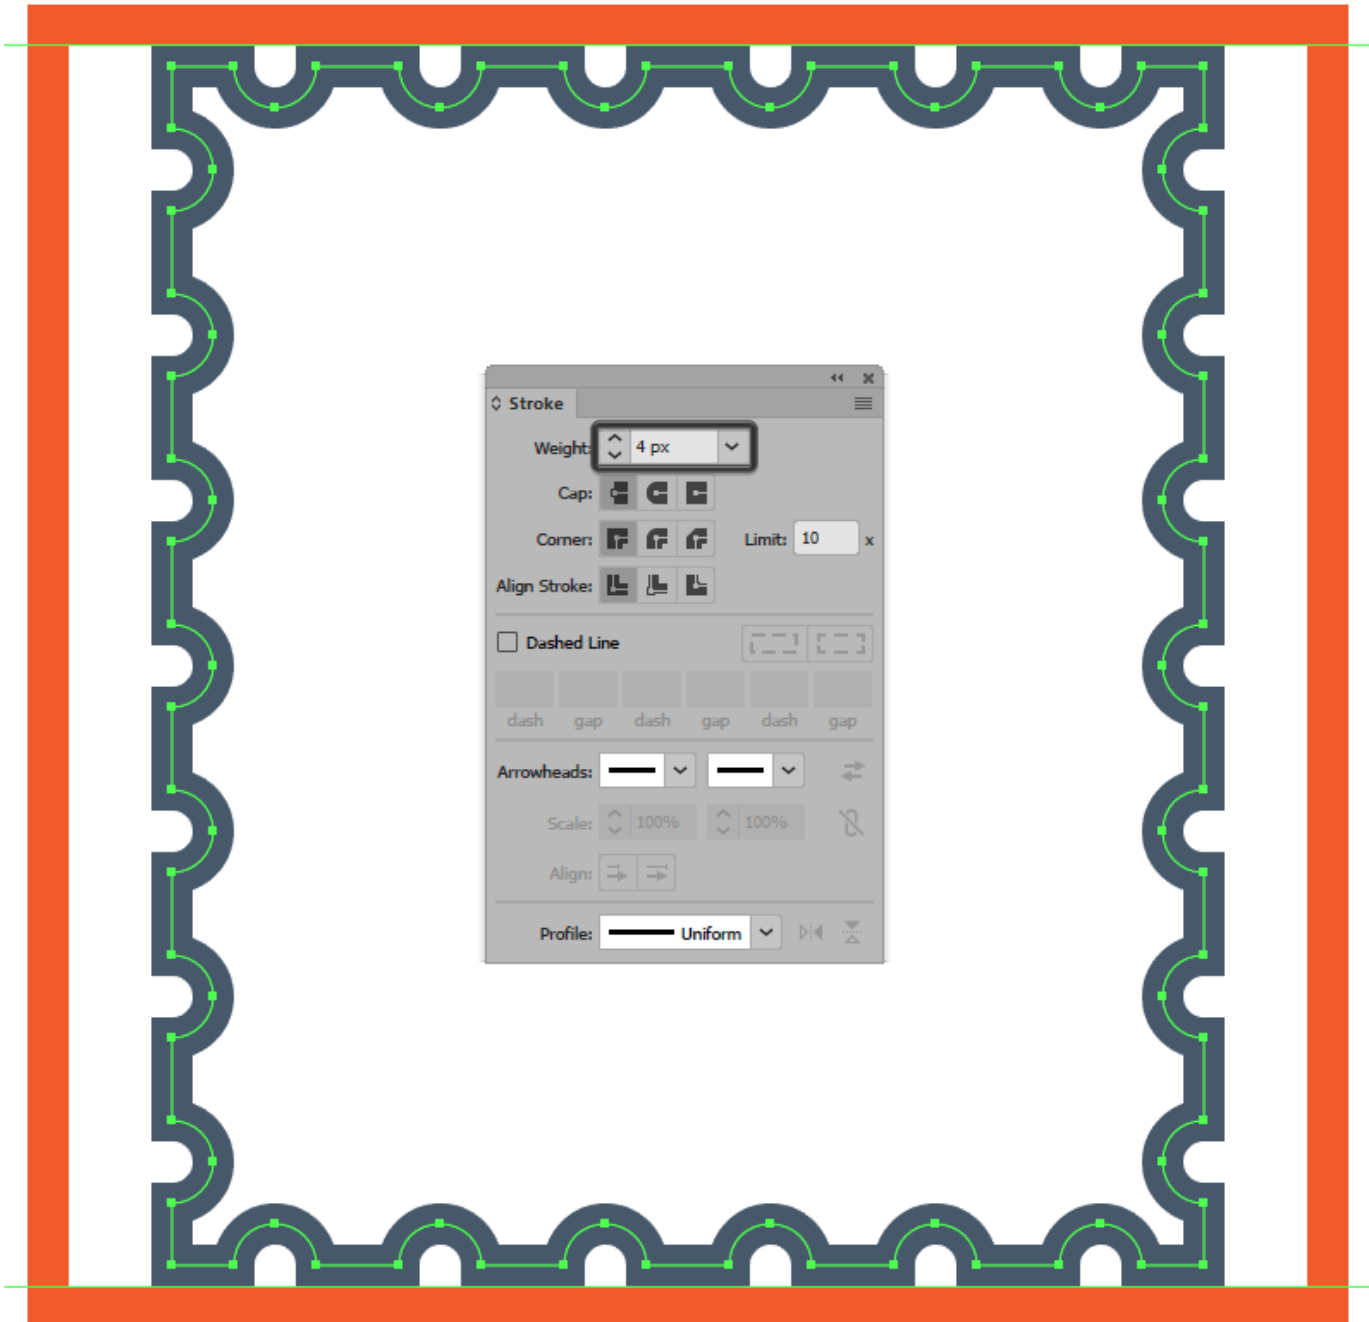 Stroke
Weight: 4 px
Cap:
Corner: Limit: 10 x
Align Stroke:
Dashed Line
dash gap dash gap dash gap
Arrowheads:
Scale: 100% 100%
Align:
Profile: Uniform